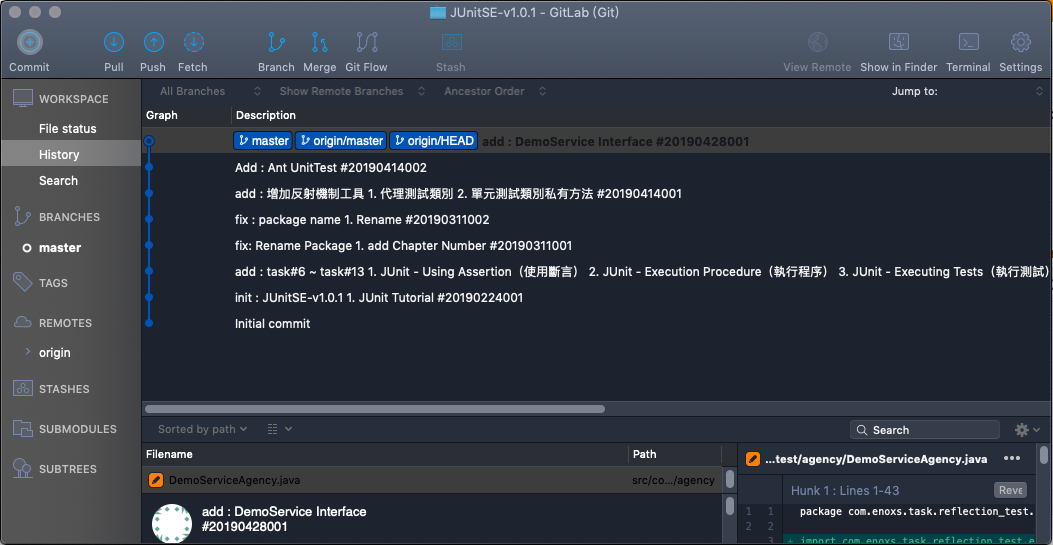 JUnitSE-v1.0.1 - GitLab (Git)
Commit Pull Push Fetch Branch Merge Git Flow Stash View Remote Show in Finder Terminal Settings
WORKSPACE
File status
History
Search
BRANCHES
master
TAGS
REMOTES
origin
STASHES
SUBMODULES
SUBTREES
All Branches Show Remote Branches Ancestor Order Jump to:
Graph Description
master origin/master origin/HEAD add : DemoService Interface #20190428001
Add : Ant UnitTest #20190414002
add : 增加反射機制工具 1. 代理測試類別 2. 單元測試類別私有方法 #20190414001
fix : package name 1. Rename #20190311002
fix: Rename Package 1. add Chapter Number #20190311001
add : task#6 ~ task#13 1. JUnit - Using Assertion（使用斷言） 2. JUnit - Execution Procedure（執行程序） 3. JUnit - Executing Tests（執行測試）
init : JUnitSE-v1.0.1 1. JUnit Tutorial #20190224001
Initial commit
Sorted by path Search
Filename Path
DemoServiceAgency.java src/co.../agency
add : DemoService Interface
#20190428001
...test/agency/DemoServiceAgency.java
Hunk 1 : Lines 1-43 Reve
1 1 package com.enoxs.task.reflection_test.
2 2
3 + import com.enoxs.task.reflection_test.e